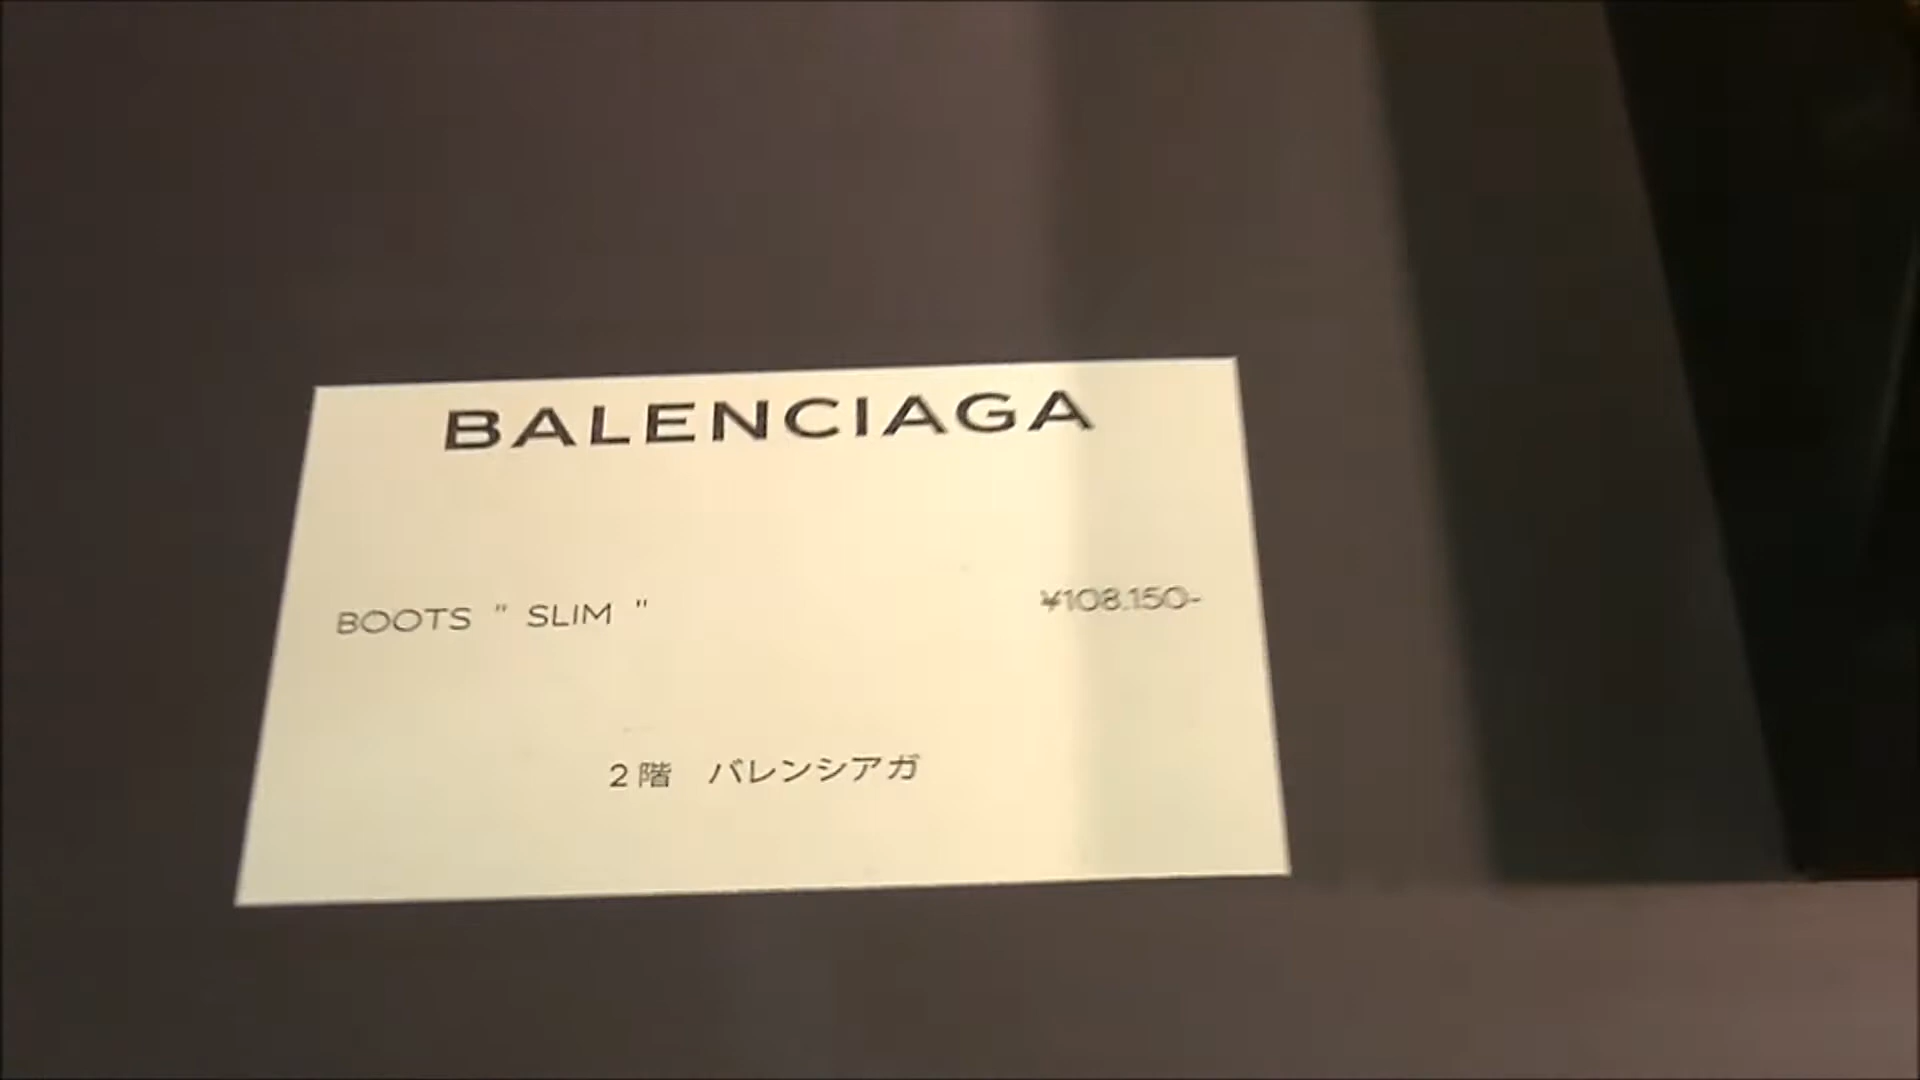 BALENCIAGA
BOOTS " SLIM " ¥108.150-
2階 バレンシアガ